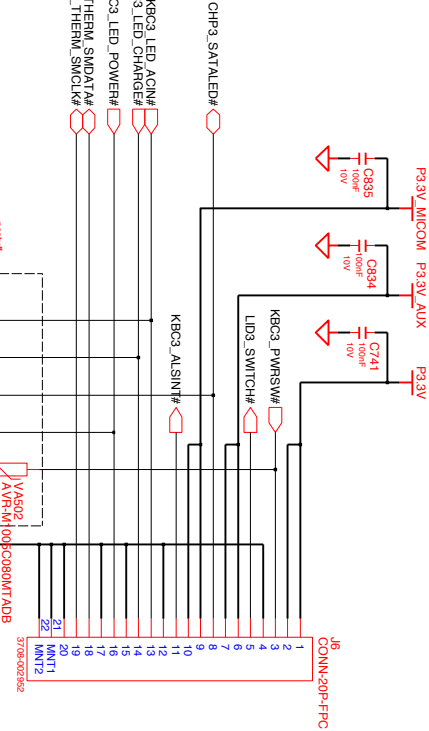 P3.3V_MICOM
P3.3V_AUX
P3.3V
C835
100nF
10V
C834
100nF
10V
C741
100nF
10V
CHP3_SATALED#
KBC3_LED_ACIN#
3_LED_CHARGE#
C3_LED_POWER#
THERM_SMDATA#
_THERM_SMCLK#
KBC3_PWRSW#
LID3_SWITCH#
KBC3_ALSINT#
VA502
AVR-M1005C080MTADB
J6
CONN-20P-FPC
1
2
3
4
5
6
7
8
9
10
11
12
13
14
15
16
17
18
19
20
21
MNT1
22
MNT2
3708-002952